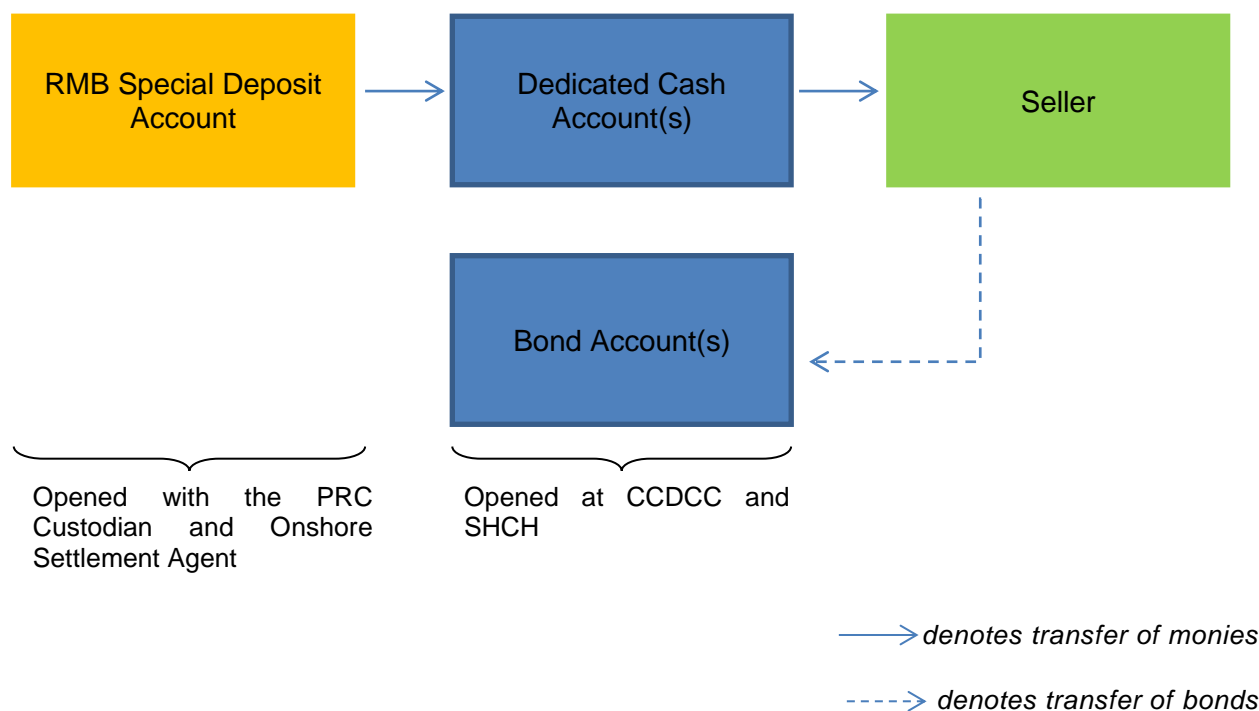 RMB Special Deposit
Account
Dedicated Cash
Account(s)
Seller
Bond Account(s)
Opened with the PRC
Custodian and Onshore
Settlement Agent
Opened at CCDCC and
SHCH
denotes transfer of monies
denotes transfer of bonds